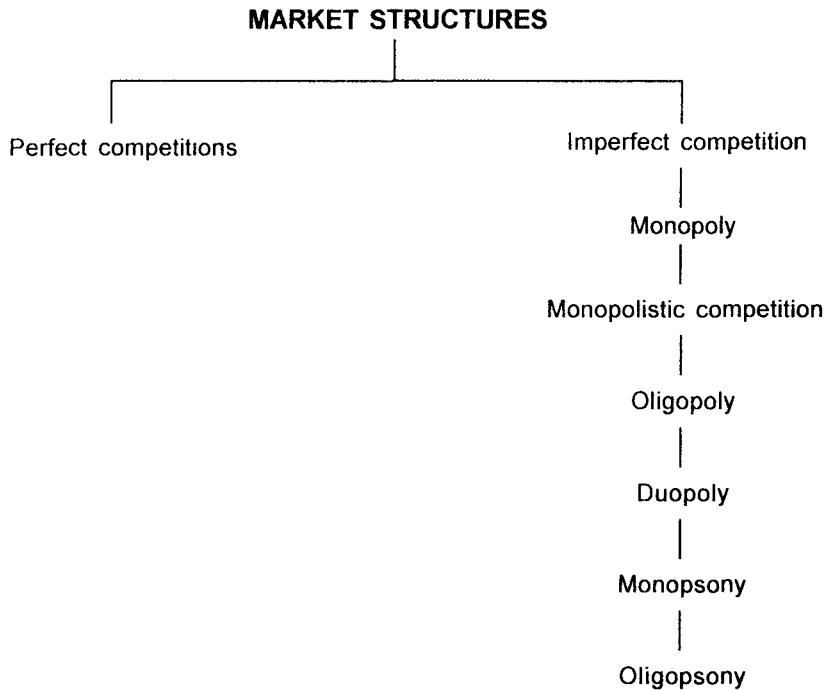 MARKET STRUCTURES
Perfect competitions
Imperfect competition
Monopoly
Monopolistic competition
Oligopoly
Duopoly
Monopsony
Oligopsony